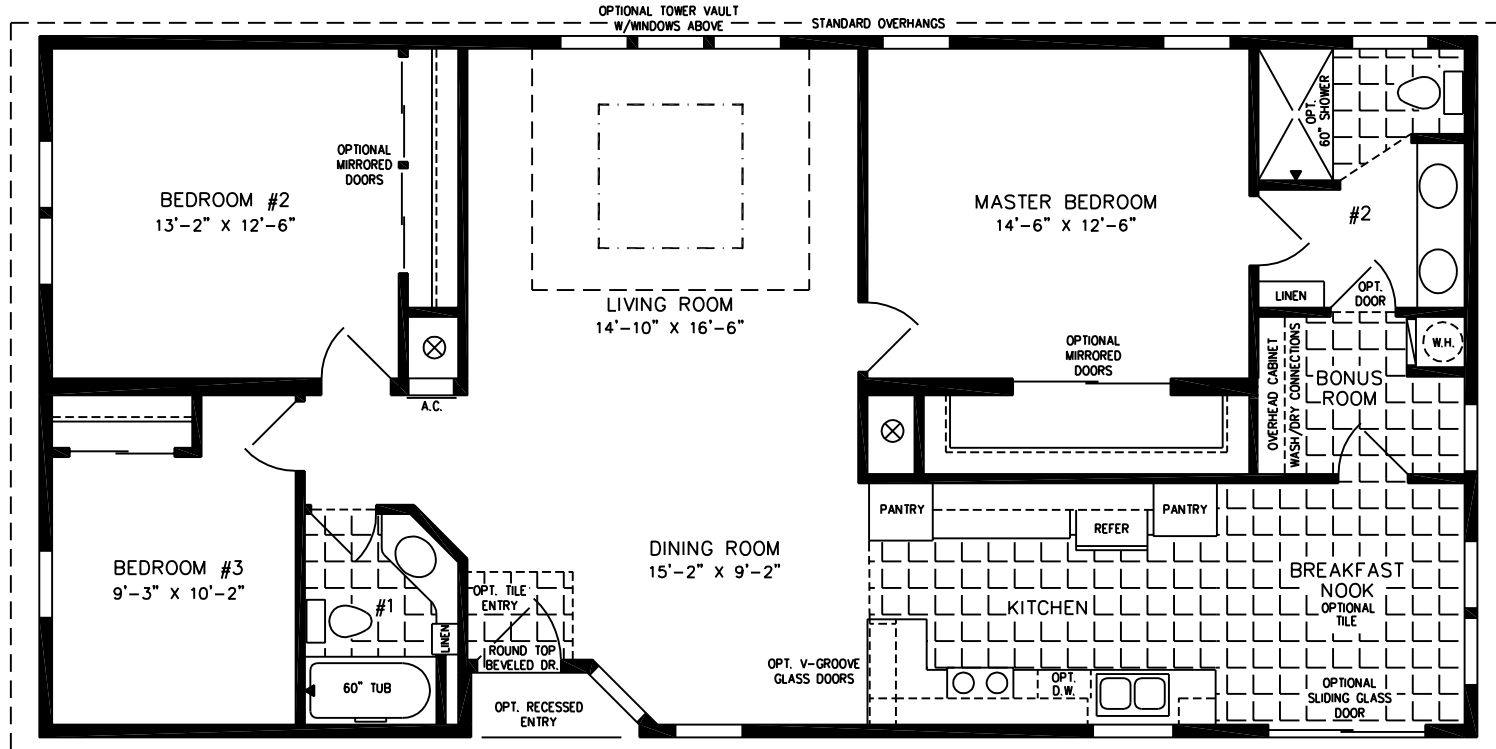 OPTIONAL TOWER VAULT
W/WINDOWS ABOVE
STANDARD OVERHANGS
BEDROOM #2
13'-2" X 12'-6"
OPTIONAL
MIRRORED
DOORS
LIVING ROOM
14'-10" X 16'-6"
MASTER BEDROOM
14'-6" X 12'-6"
OPTIONAL
MIRRORED
DOORS
OPT.
60" SHOWER
#2
LINEN
OPT.
DOOR
W.H.
OVERHEAD CABINET
WASH/DRY CONNECTIONS
BONUS
ROOM
A.C.
BEDROOM #3
9'-3" X 10'-2"
#1
LINEN
60" TUB
OPT. TILE
ENTRY
ROUND TOP
BEVELED DR.
OPT. RECESSED
ENTRY
DINING ROOM
15'-2" X 9'-2"
OPT. V-GROOVE
GLASS DOORS
PANTRY
REFER
PANTRY
KITCHEN
OPT.
D.W.
BREAKFAST
NOOK
OPTIONAL
TILE
OPTIONAL
SLIDING GLASS
DOOR